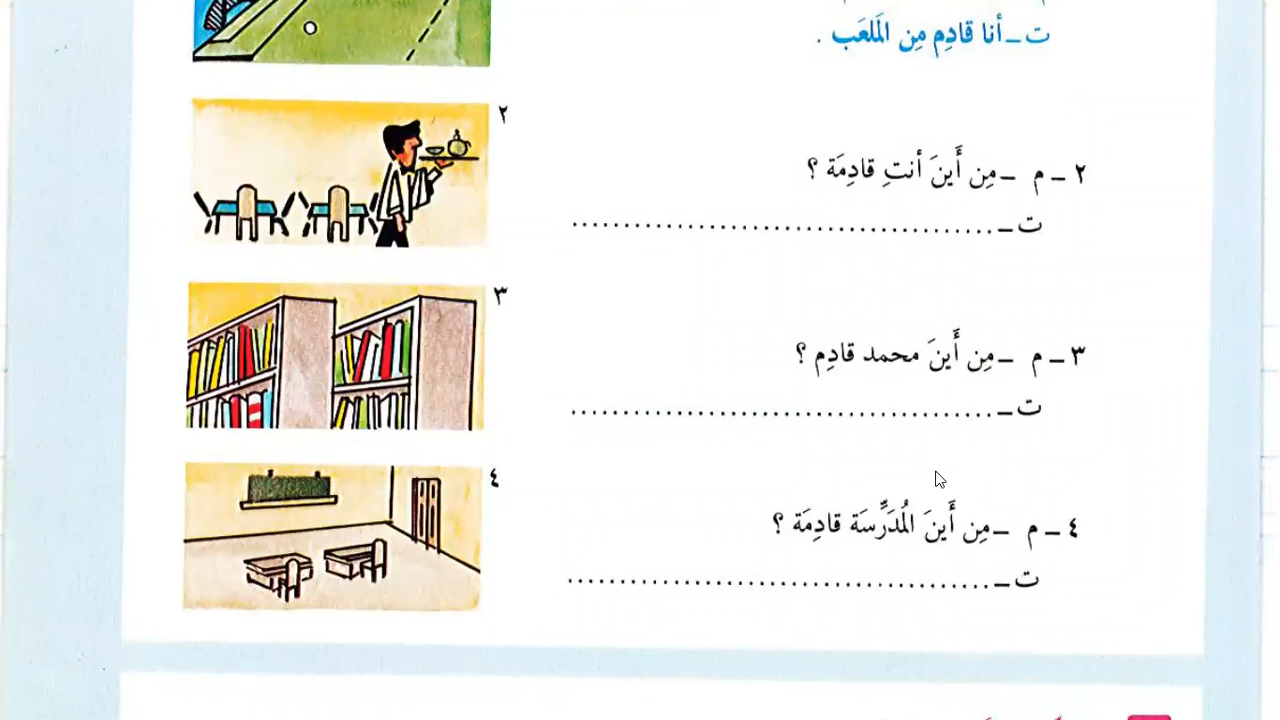 ت ـ أنا قادِم مِن المَلعَب .
٢
٢ ـ م ـ مِن أَينَ أنتِ قادِمَة ؟
ت ـ ........................................
٣
٣ ـ م ـ مِن أَينَ محمد قادِم ؟
ت ـ ........................................
٤
٤ ـ م ـ مِن أَينَ المُدَرِّسَة قادِمَة ؟
ت ـ ........................................